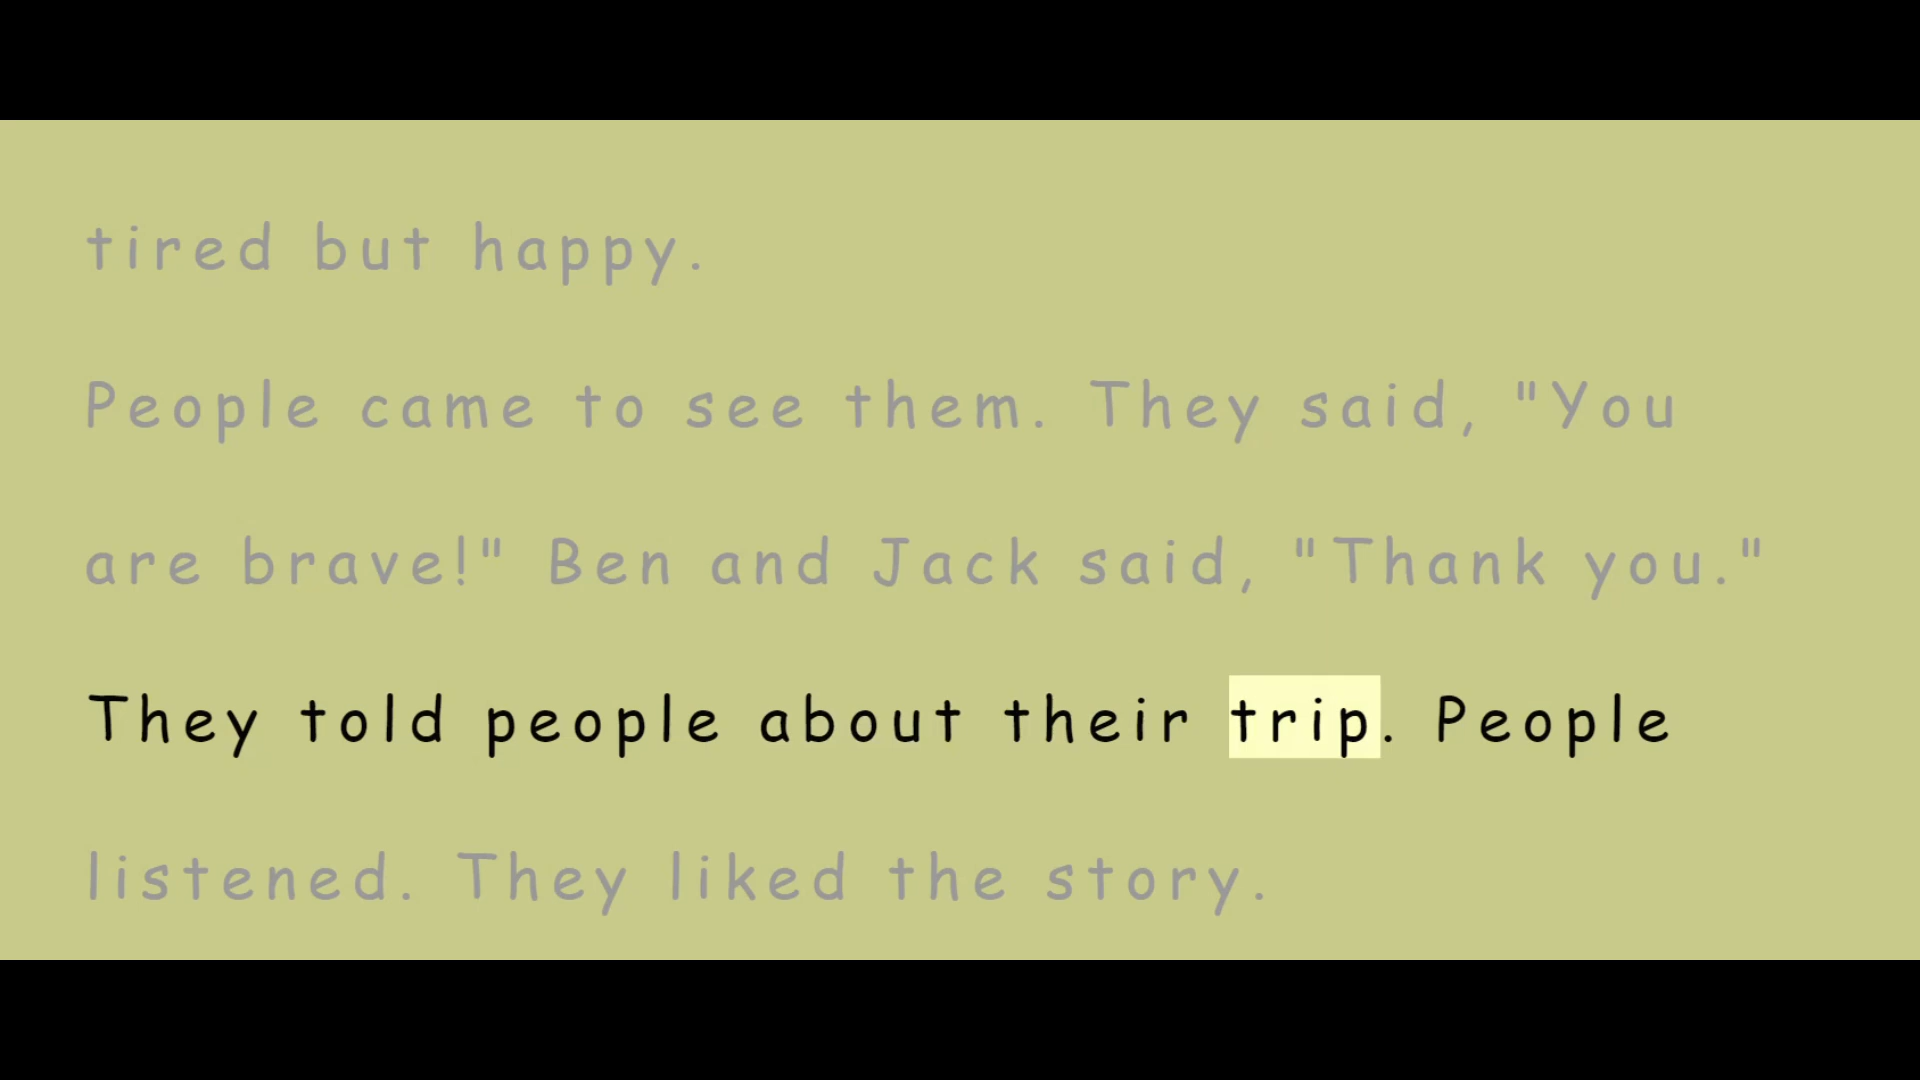 tired but happy.
People came to see them. They said, "You
are brave!" Ben and Jack said, "Thank you."
They told people about their trip. People
listened. They liked the story.